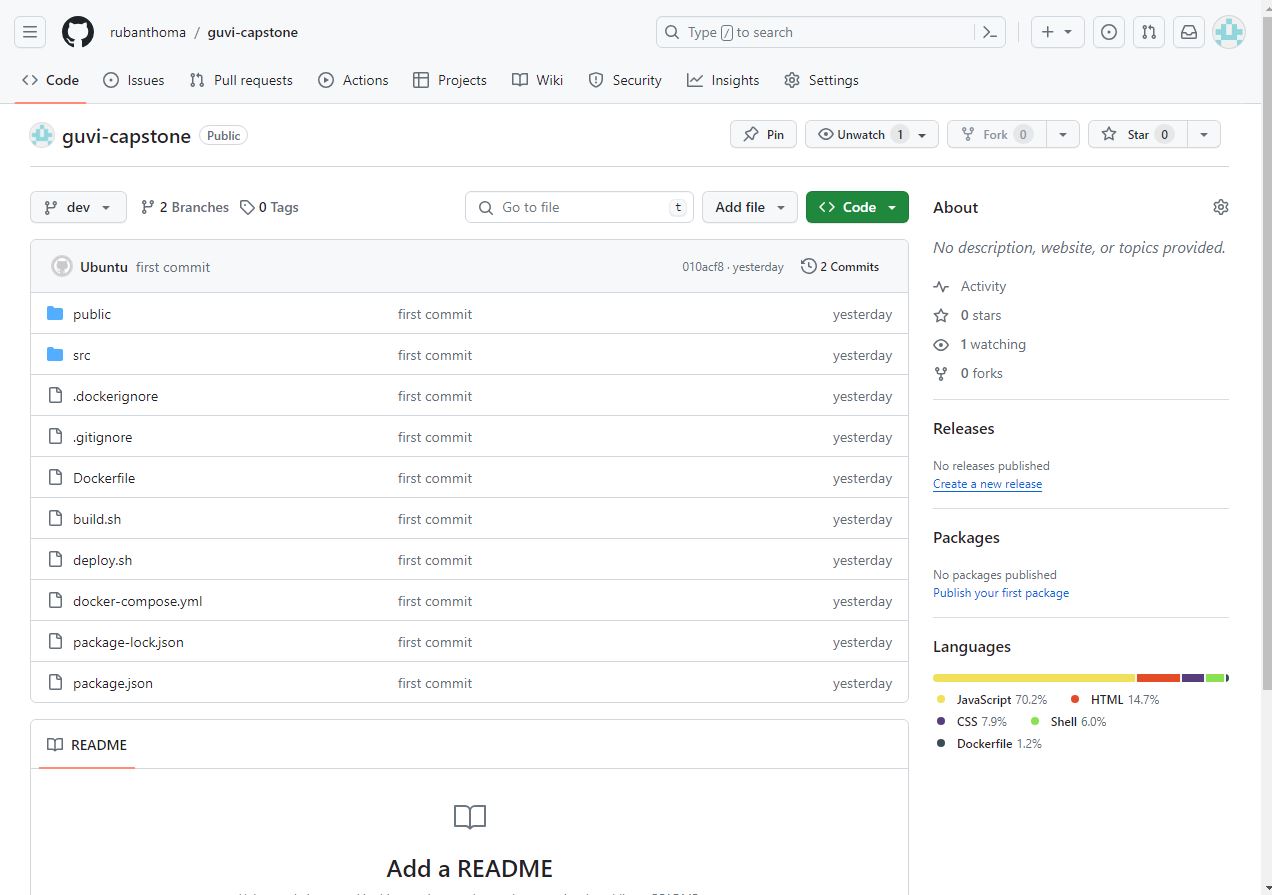 rubanthoma / guvi-capstone
Type / to search
Code Issues Pull requests Actions Projects Wiki Security Insights Settings
guvi-capstone Public
Pin Unwatch 1 Fork 0 Star 0
dev 2 Branches 0 Tags Go to file t Add file Code
Ubuntu first commit 010acf8 · yesterday 2 Commits
public first commit yesterday
src first commit yesterday
.dockerignore first commit yesterday
.gitignore first commit yesterday
Dockerfile first commit yesterday
build.sh first commit yesterday
deploy.sh first commit yesterday
docker-compose.yml first commit yesterday
package-lock.json first commit yesterday
package.json first commit yesterday
README
Add a README
About
No description, website, or topics provided.
Activity
0 stars
1 watching
0 forks
Releases
No releases published
Create a new release
Packages
No packages published
Publish your first package
Languages
JavaScript 70.2% HTML 14.7%
CSS 7.9% Shell 6.0%
Dockerfile 1.2%